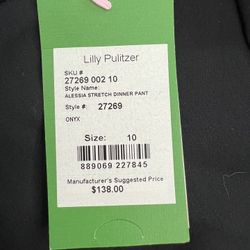 Lilly Pulitzer
SKU #
27269 002 10
Style Name:
ALESSIA STRETCH DINNER PANT
Style #: 27269
ONYX
Size: 10
889069 227845
Manufacturer's Suggested Price
$138.00